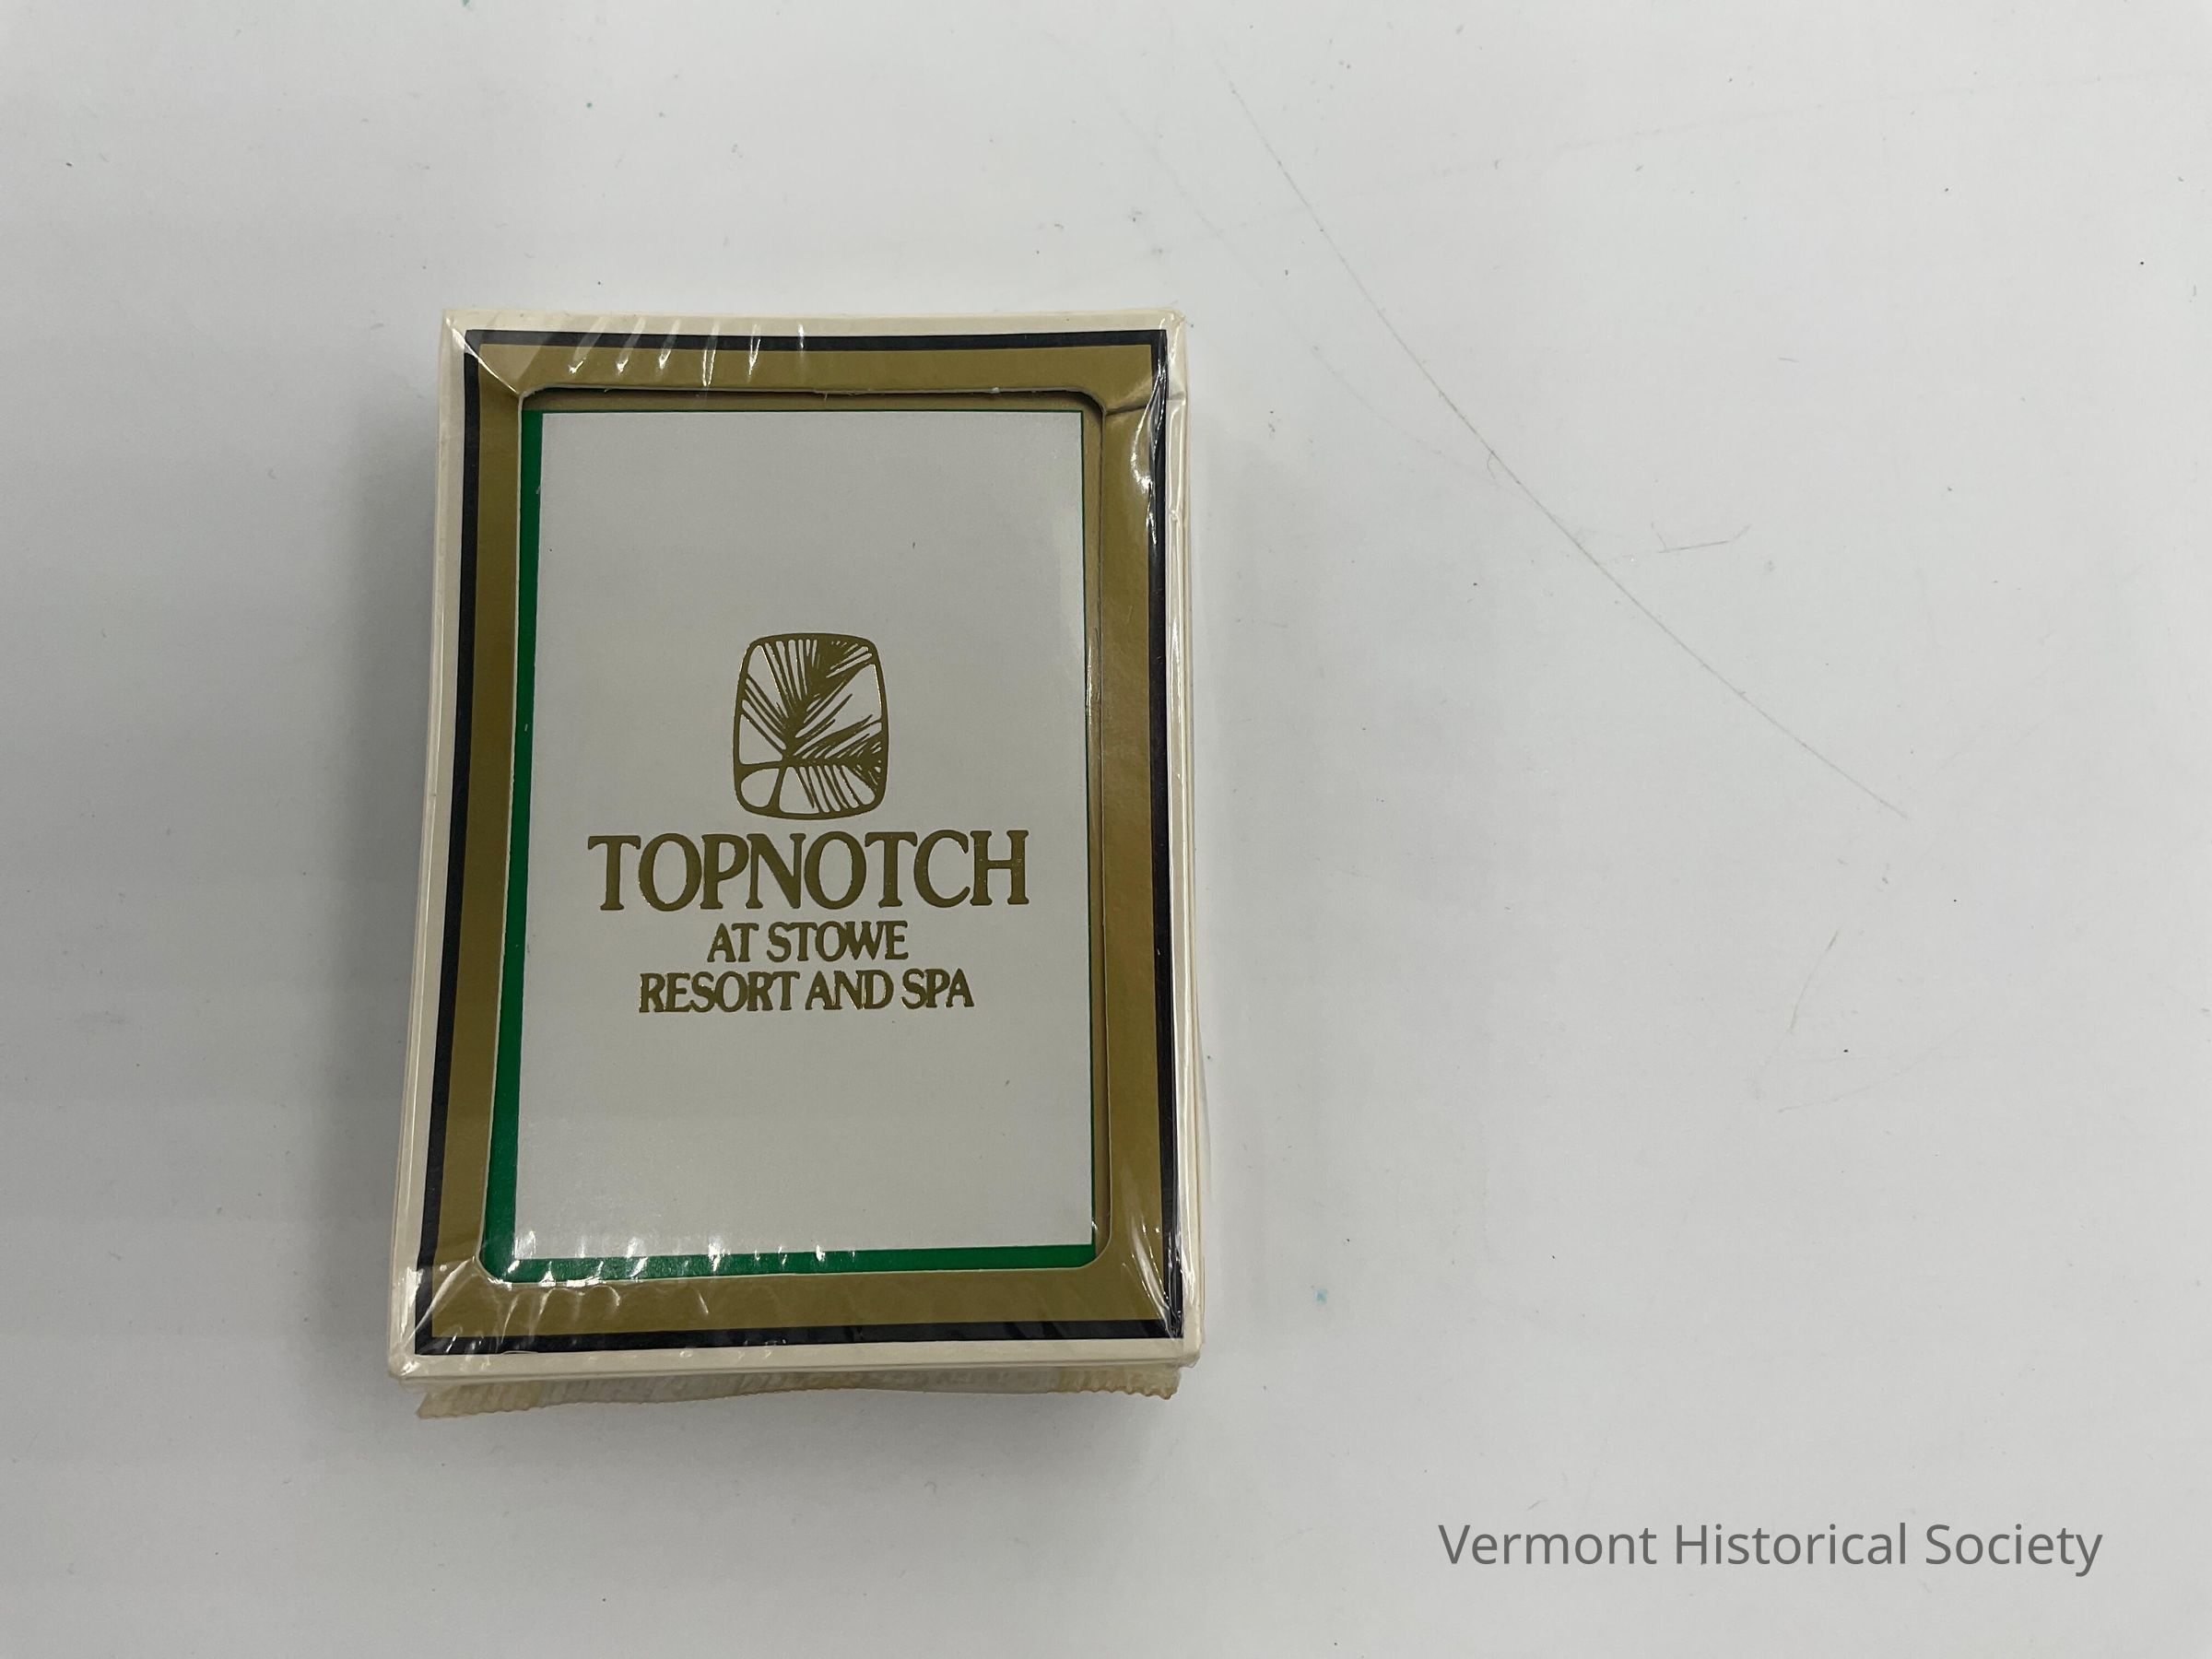 TOPNOTCH
AT STOWE
RESORT AND SPA
Vermont Historical Society